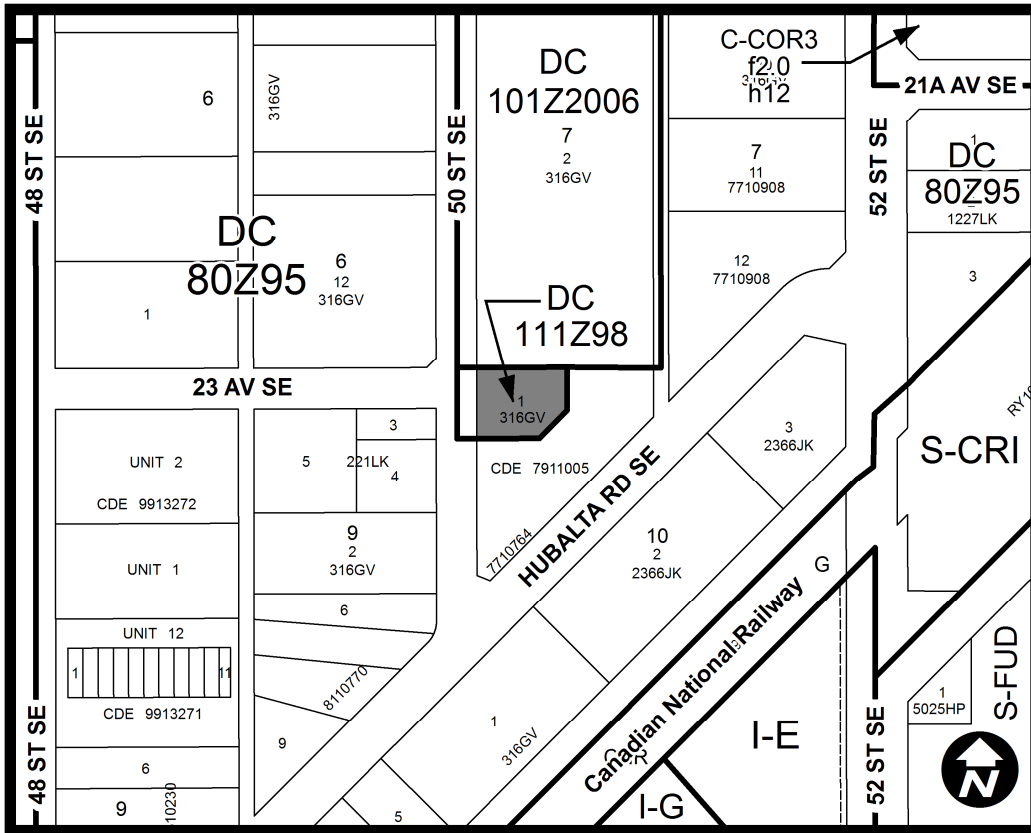 6
316GV
DC
101Z2006
7
2
316GV
C-COR3
f2.0
h12
21A AV SE
48 ST SE
50 ST SE
52 ST SE
7
11
7710908
1
DC
80Z95
1227LK
DC
80Z95
6
12
316GV
1
12
7710908
3
DC
111Z98
23 AV SE
1
316GV
3
5
221LK
4
UNIT 2
CDE 9913272
CDE 7911005
3
2366JK
S-CRI
9
2
316GV
UNIT 1
7710764
HUBALTA RD SE
10
2
2366JK
G
6
UNIT 12
1
11
CDE 9913271
8110770
9
Canadian National Railway
9
1
316GV
I-E
I-G
1
5025HP
S-FUD
48 ST SE
52 ST SE
6
9
5
N